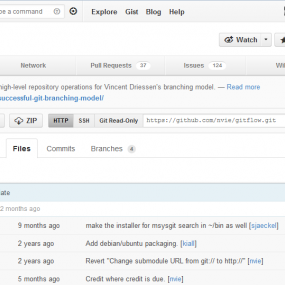 pe a command
Explore Gist Blog Help
Watch
Network Pull Requests 37 Issues 124 Wi
high-level repository operations for Vincent Driessen's branching model. — Read more
successful-git-branching-model/
ZIP HTTP SSH Git Read-Only https://github.com/nvie/gitflow.git
Files Commits Branches 4
ate
2 months ago
9 months ago make the installer for msysgit search in ~/bin as well [sjaeckel]
2 years ago Add debian/ubuntu packaging. [kiall]
2 years ago Revert "Change submodule URL from git:// to http://" [nvie]
5 months ago Credit where credit is due. [nvie]